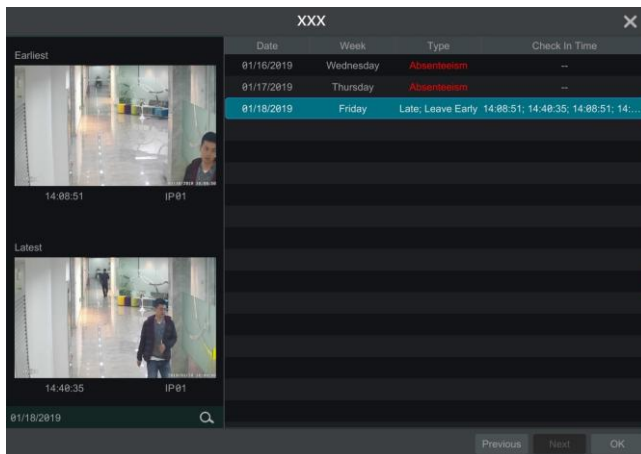 XXX
Earliest
14:08:51 IP01
Latest
14:40:35 IP01
01/18/2019
Date Week Type Check In Time
01/16/2019 Wednesday Absenteeism --
01/17/2019 Thursday Absenteeism --
01/18/2019 Friday Late; Leave Early 14:08:51; 14:40:35; 14:08:51; 14:...
Previous Next OK